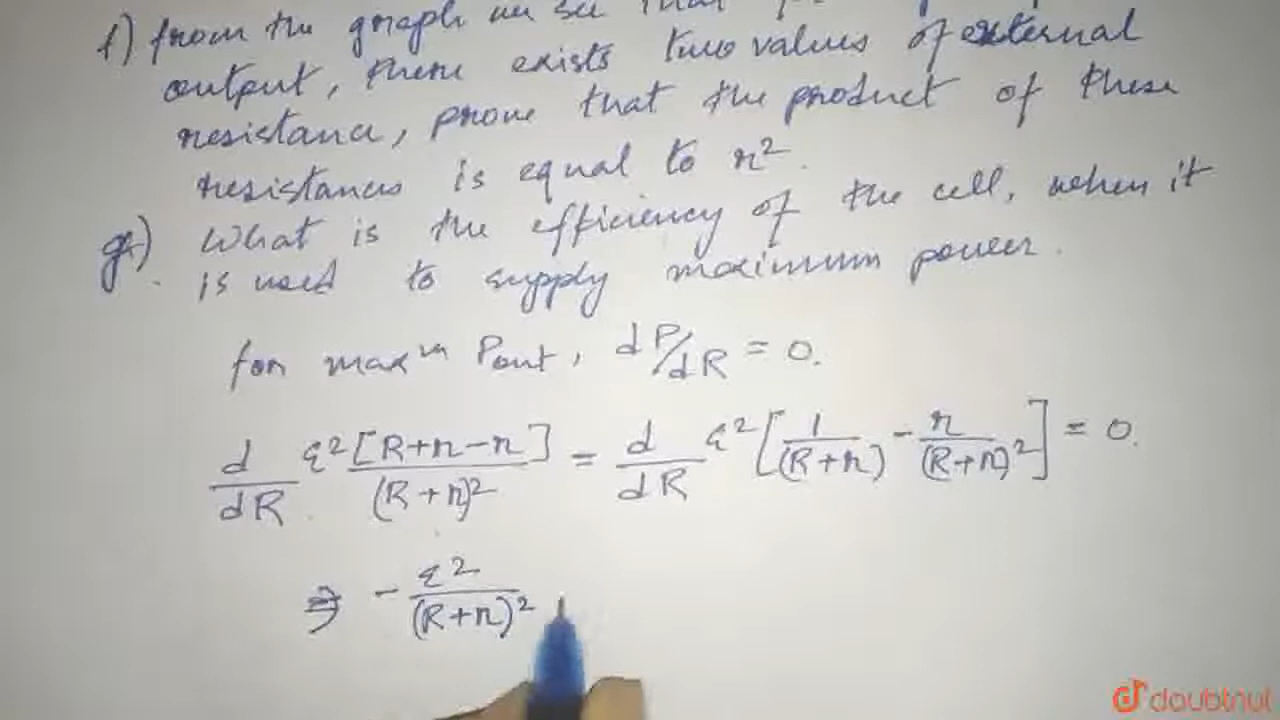 f) from the graph we see that
output, there exists two values of external
resistance, prove that the product of these
resistances is equal to r².
g) What is the efficiency of the cell, when it
is used to supply maximum power.
for maxᵐ Pout, dP/dR = 0.
d/dR ε²[R+r-r]/(R+r)² = d/dR ε²[1/(R+r) - r/(R+r)²] = 0.
⇒ - ε²/(R+r)²
doubtnut